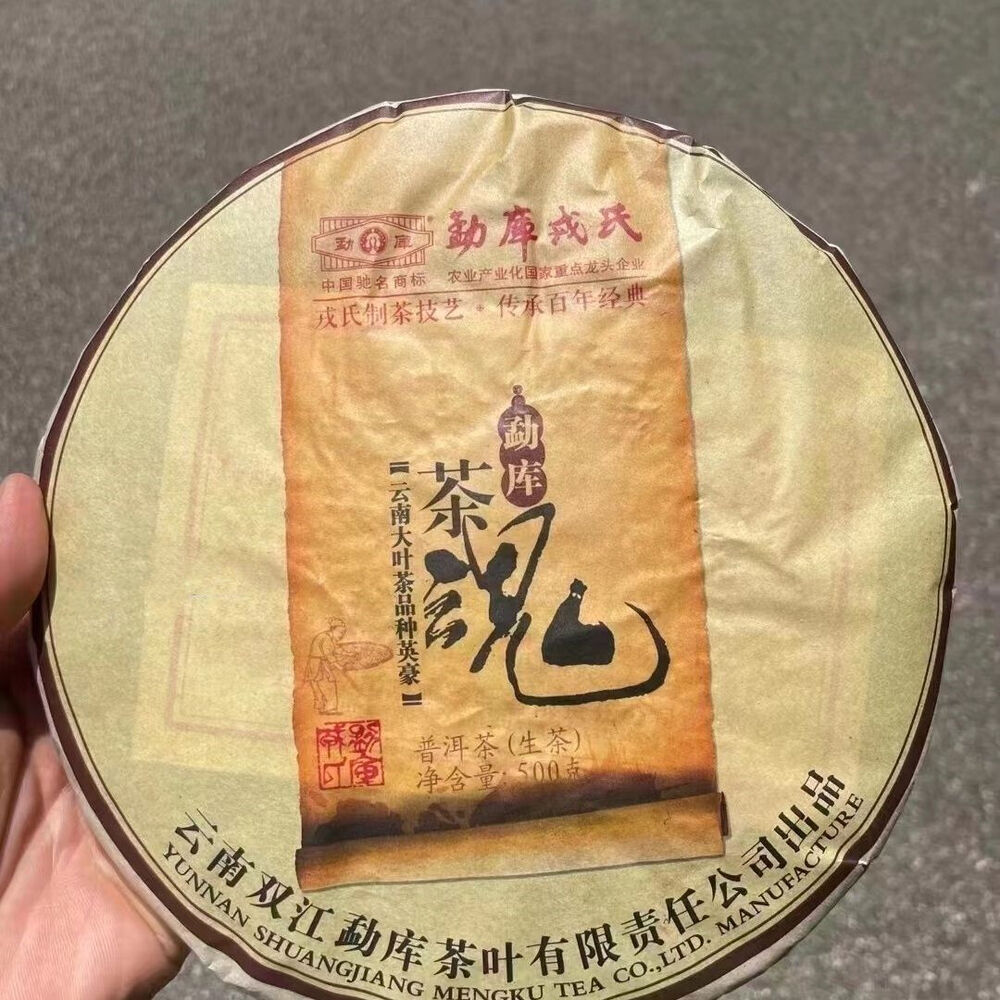 勐库
勐库戎氏
中国驰名商标
农业产业化国家重点龙头企业
戎氏制茶技艺·传承百年经典
勐库
茶魂
【云南大叶茶品种英豪】
普洱茶(生茶)
净含量:500克
云南双江勐库茶叶有限责任公司出品
YUNNAN SHUANGJIANG MENGKU TEA CO.,LTD. MANUFACTURE